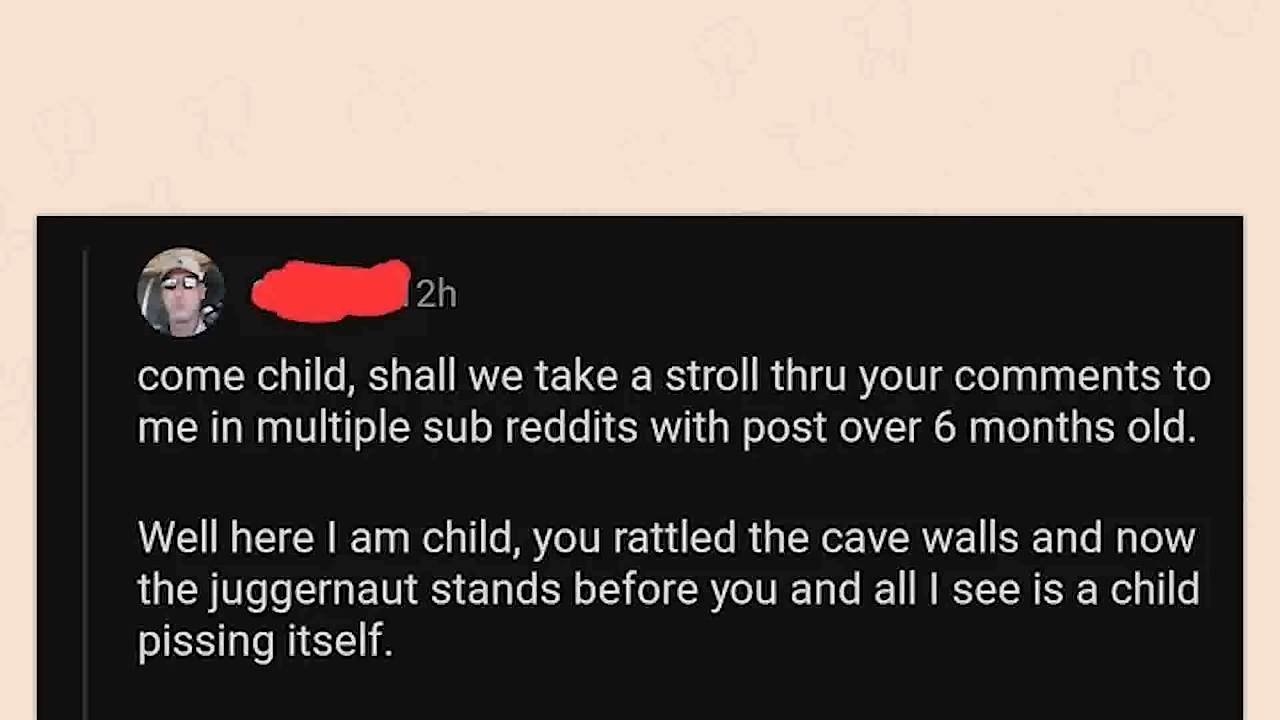 2h
come child, shall we take a stroll thru your comments to
me in multiple sub reddits with post over 6 months old.
Well here I am child, you rattled the cave walls and now
the juggernaut stands before you and all I see is a child
pissing itself.